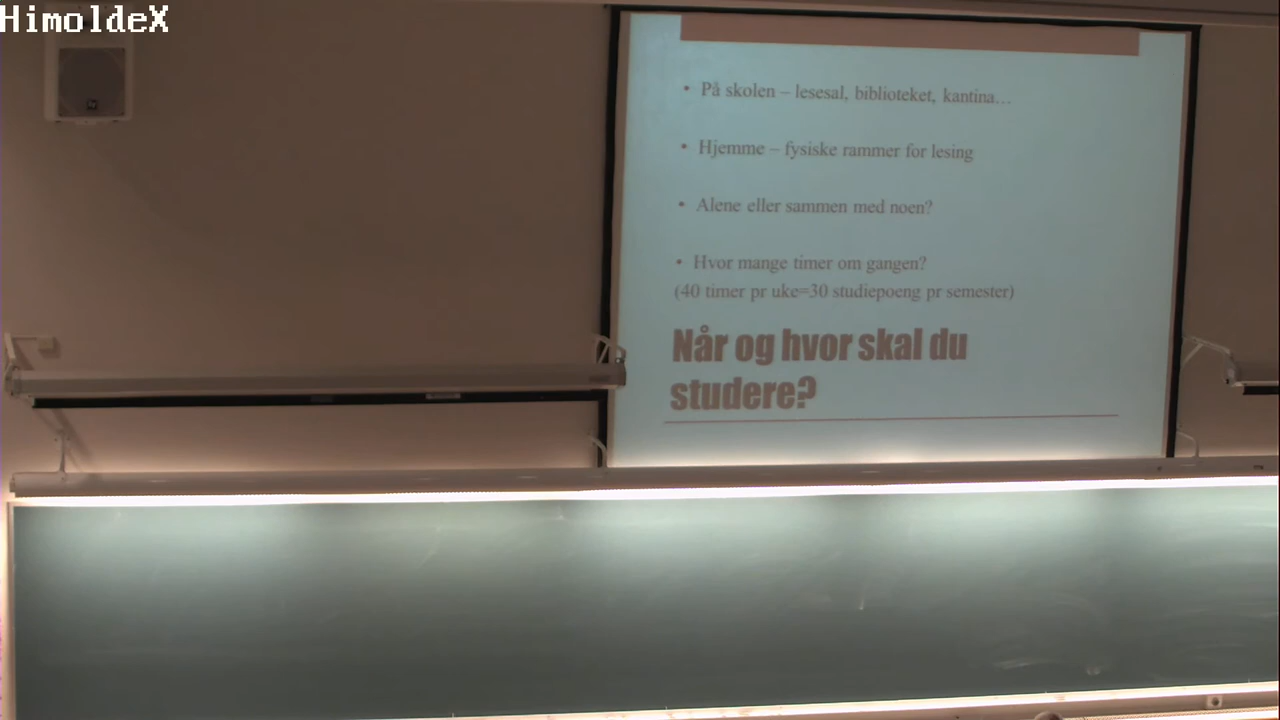 HimoldeX
• På skolen – lesesal, biblioteket, kantina...
• Hjemme – fysiske rammer for lesing
• Alene eller sammen med noen?
• Hvor mange timer om gangen?
(40 timer pr uke=30 studiepoeng pr semester)
Når og hvor skal du
studere?